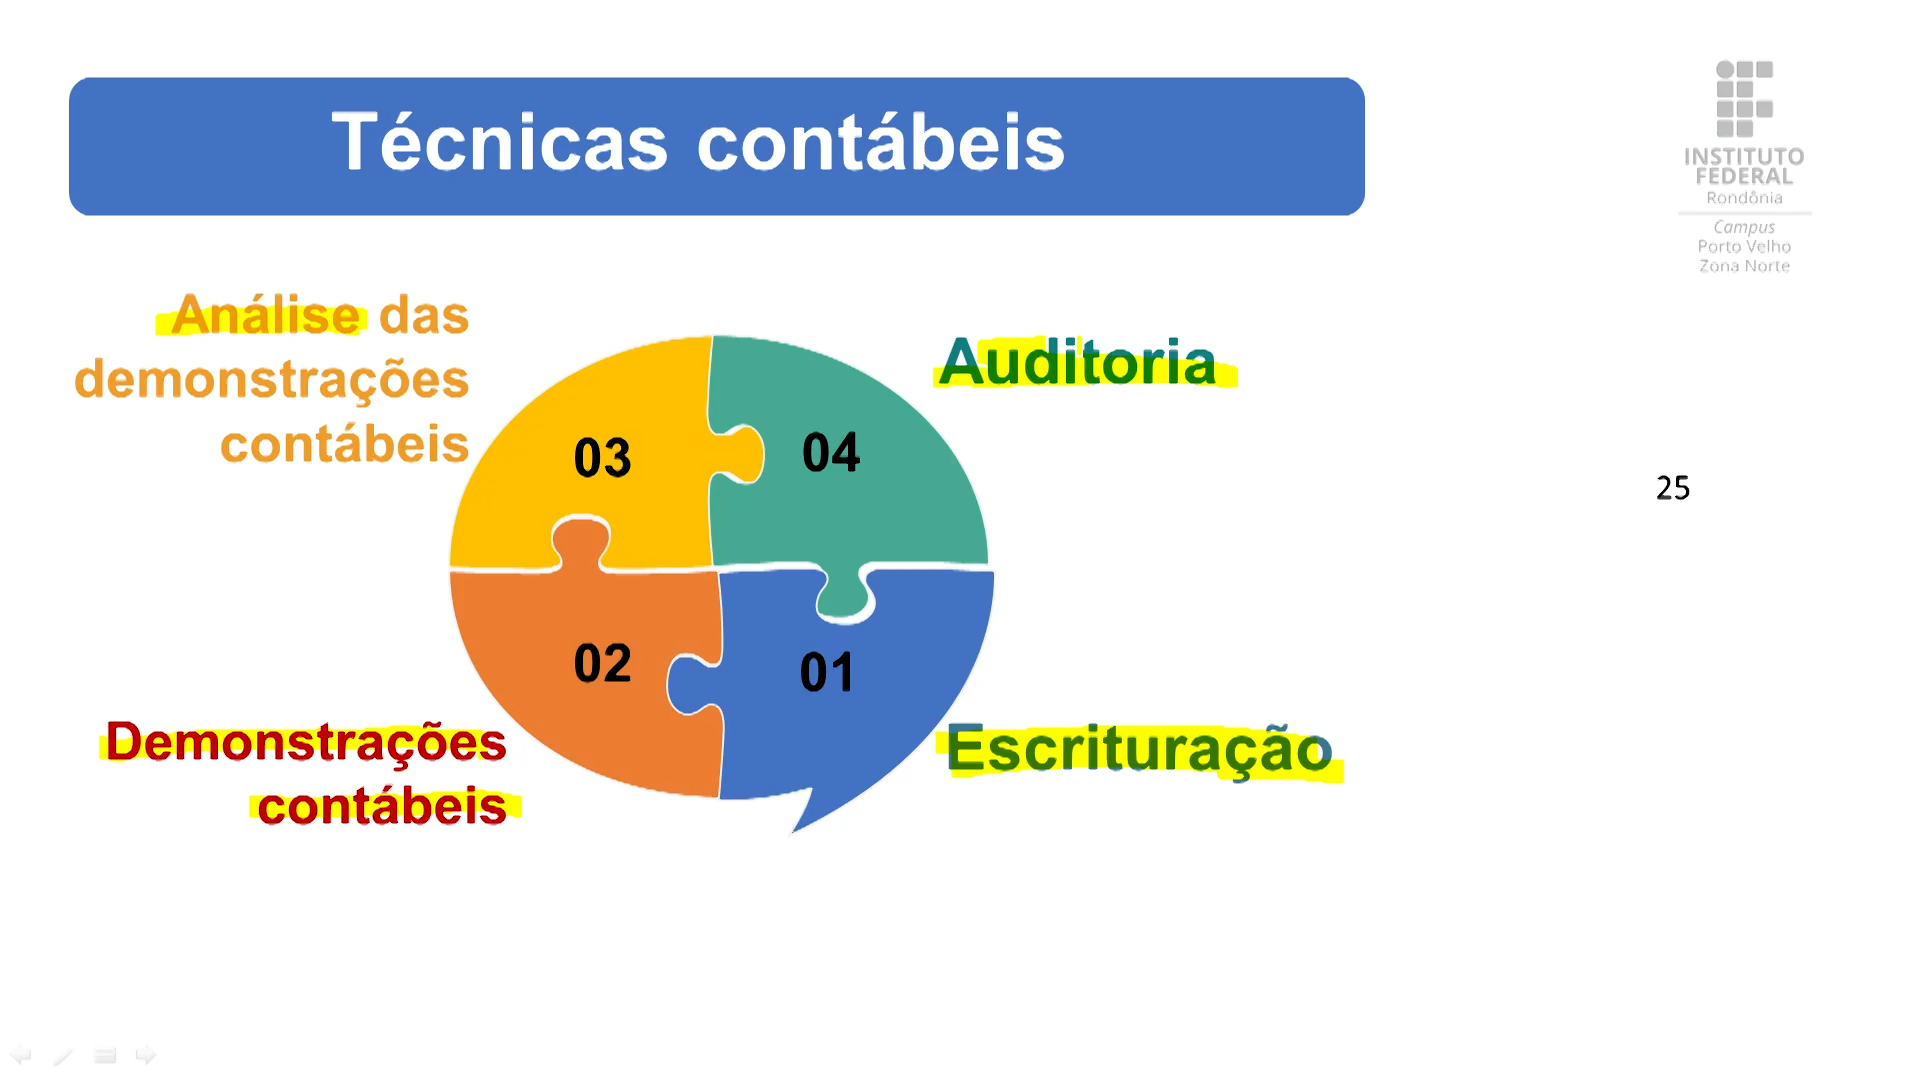 Técnicas contábeis
INSTITUTO
FEDERAL
Rondônia
Campus
Porto Velho
Zona Norte
Análise das
demonstrações
contábeis
Auditoria
03
04
25
02
01
Demonstrações
contábeis
Escrituração